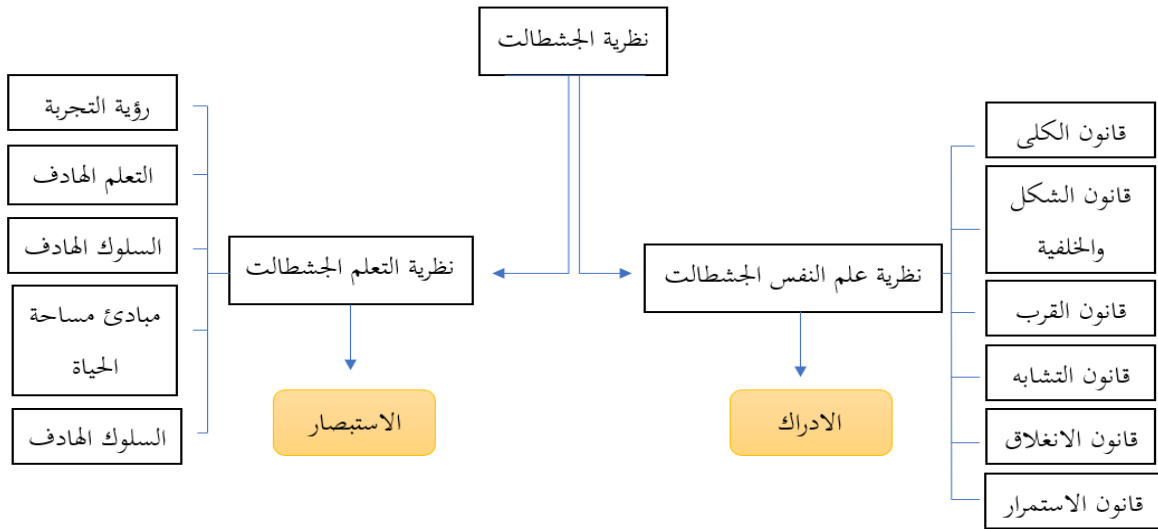 نظرية الجشطالت
قانون الكلى
قانون الشكل
والخلفية
قانون القرب
قانون التشابه
قانون الانغلاق
قانون الاستمرار
نظرية علم النفس الجشطالت
الادراك
نظرية التعلم الجشطالت
الاستبصار
رؤية التجربة
التعلم الهادف
السلوك الهادف
مبادئ مساحة
الحياة
السلوك الهادف